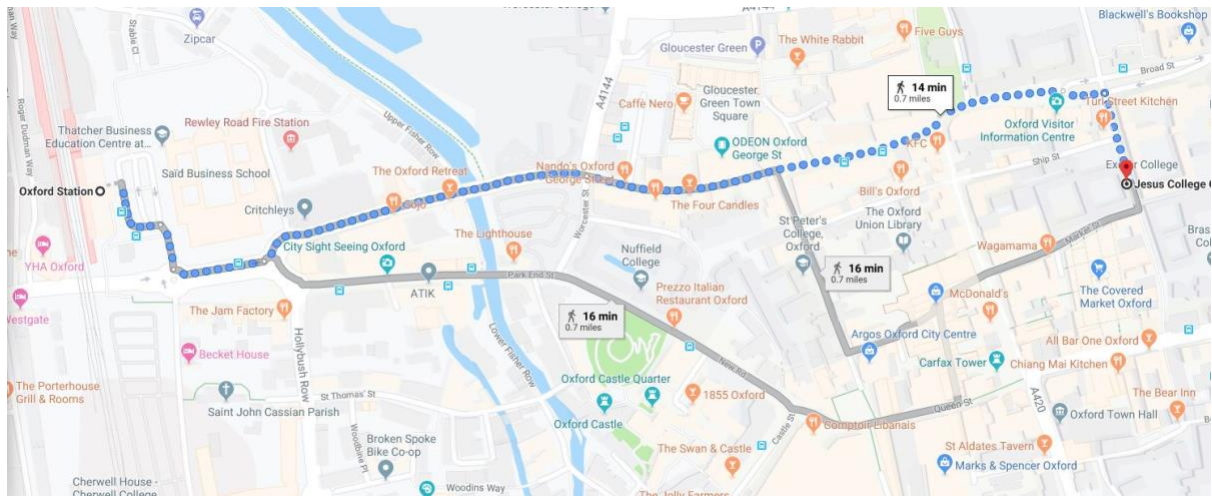 Worcester College
A4144
Blackwell's Bookshop
Zipcar
Stable Ct
The White Rabbit
Five Guys
Gloucester Green
Broad St
Roger Dudman Way
A4144
Caffè Nero
Gloucester
Green Town
Square
14 min
0.7 miles
Turl Street Kitchen
Thatcher Business
Education Centre at...
Rewley Road Fire Station
Upper Fisher Row
ODEON Oxford
George St
Oxford Visitor
Information Centre
KFC
Ship St
Exeter College
Saïd Business School
The Oxford Retreat
Nando's Oxford
George Street
Oxford Station
Jesus College
Critchleys
Gojo
The Four Candles
Bill's Oxford
Worcester St
St Peter's
College,
Oxford
The Oxford
Union Library
Market St
City Sight Seeing Oxford
The Lighthouse
Nuffield
College
Wagamama
YHA Oxford
Park End St
16 min
0.7 miles
ATIK
Prezzo Italian
Restaurant Oxford
McDonald's
The Covered
Market Oxford
Westgate
The Jam Factory
16 min
0.7 miles
Argos Oxford City Centre
All Bar One Oxford
Becket House
Hollybush Row
Lower Fisher Row
New Rd
Carfax Tower
Chiang Mai Kitchen
The Porterhouse
Grill & Rooms
St Thomas' St
Oxford Castle Quarter
1855 Oxford
Queen St
A420
The Bear Inn
Saint John Cassian Parish
Oxford Castle
Castle St
Comptoir Libanais
Oxford Town Hall
Woodbine Pl
Broken Spoke
Bike Co-op
The Swan & Castle
St Aldates Tavern
Marks & Spencer Oxford
Cherwell House -
Cherwell College
Woodins Way
The Jolly Farmers